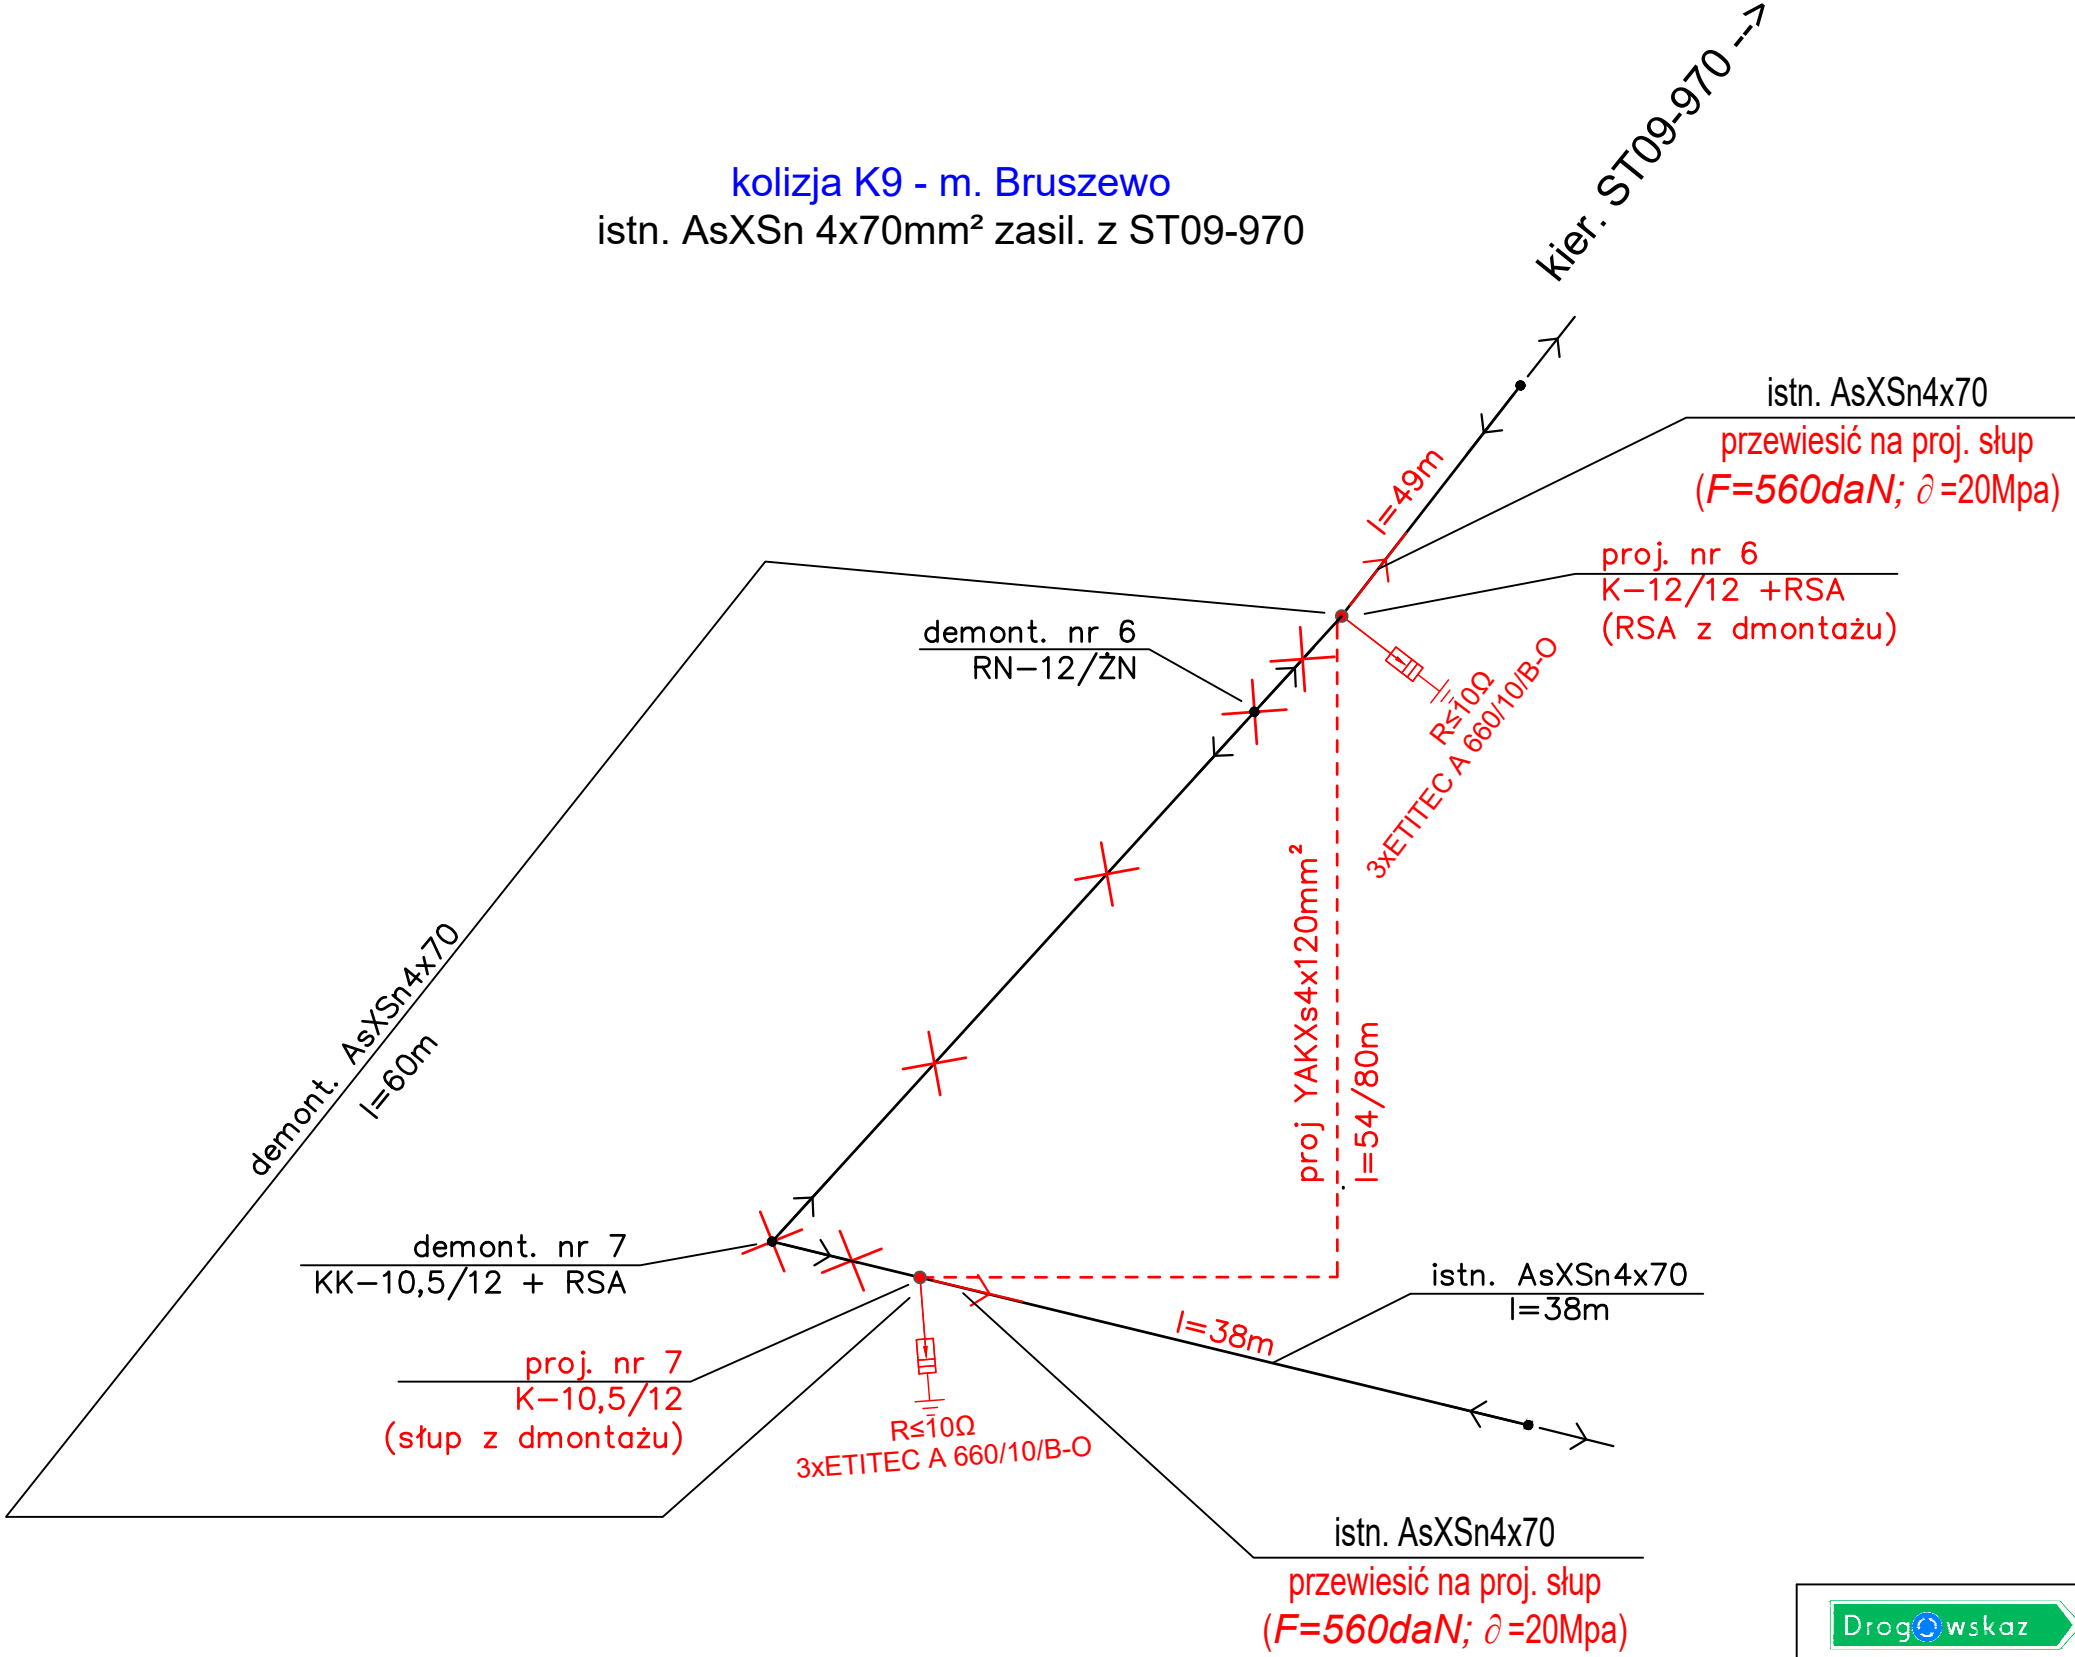 kier. ST09-970 -->
kolizja K9 - m. Bruszewo
istn. AsXSn 4x70mm² zasil. z ST09-970
istn. AsXSn4x70
przewiesić na proj. słup
(F=560daN; ∂=20Mpa)
l=49m
proj. nr 6
K-12/12 +RSA
(RSA z dmontażu)
demont. nr 6
RN-12/ŻN
R≤10Ω
3xETITEC A 660/10/B-O
proj YAKXs4x120mm²
l=54/80m
demont. AsXSn4x70
l=60m
demont. nr 7
KK-10,5/12 + RSA
istn. AsXSn4x70
l=38m
l=38m
proj. nr 7
K-10,5/12
(słup z dmontażu)
R≤10Ω
3xETITEC A 660/10/B-O
istn. AsXSn4x70
przewiesić na proj. słup
(F=560daN; ∂=20Mpa)
Drogowskaz